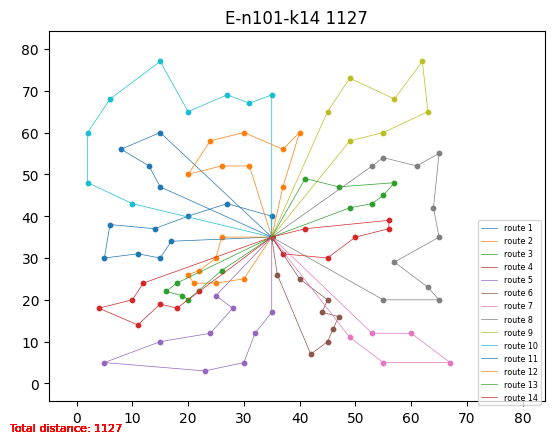 E-n101-k14 1127
80
70
60
50
40
30
20
10
0
route 1
route 2
route 3
route 4
route 5
route 6
route 7
route 8
route 9
route 10
route 11
route 12
route 13
route 14
0 10 20 30 40 50 60 70 80
Total distance: 1127